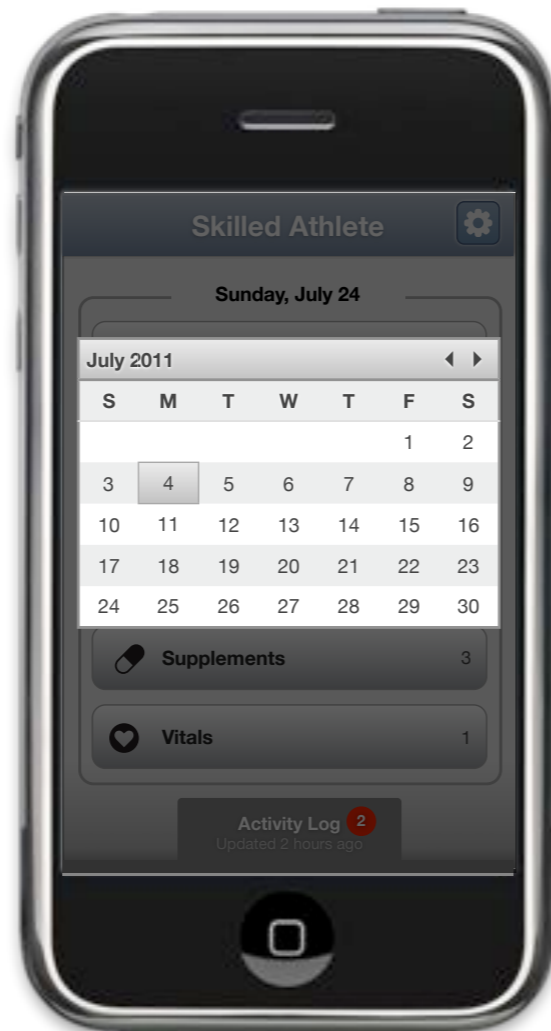 Skilled Athlete
Sunday, July 24
July 2011
S M T W T F S
1 2
3 4 5 6 7 8 9
10 11 12 13 14 15 16
17 18 19 20 21 22 23
24 25 26 27 28 29 30
Supplements 3
Vitals 1
Activity Log 2
Updated 2 hours ago